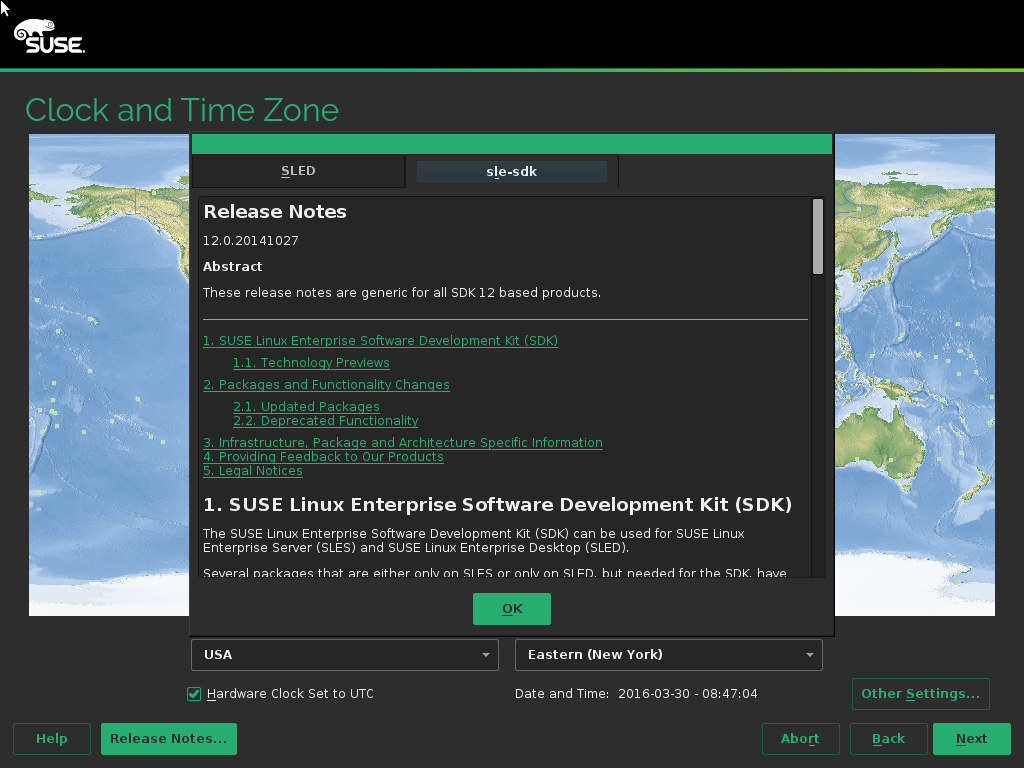 SUSE.
Clock and Time Zone
SLED
sle-sdk
Release Notes
12.0.20141027
Abstract
These release notes are generic for all SDK 12 based products.
1. SUSE Linux Enterprise Software Development Kit (SDK)
1.1. Technology Previews
2. Packages and Functionality Changes
2.1. Updated Packages
2.2. Deprecated Functionality
3. Infrastructure, Package and Architecture Specific Information
4. Providing Feedback to Our Products
5. Legal Notices
1. SUSE Linux Enterprise Software Development Kit (SDK)
The SUSE Linux Enterprise Software Development Kit (SDK) can be used for SUSE Linux
Enterprise Server (SLES) and SUSE Linux Enterprise Desktop (SLED).
Several packages that are either only on SLES or only on SLED, but needed for the SDK, have
OK
USA
Eastern (New York)
Hardware Clock Set to UTC
Date and Time: 2016-03-30 - 08:47:04
Other Settings...
Help
Release Notes...
Abort
Back
Next